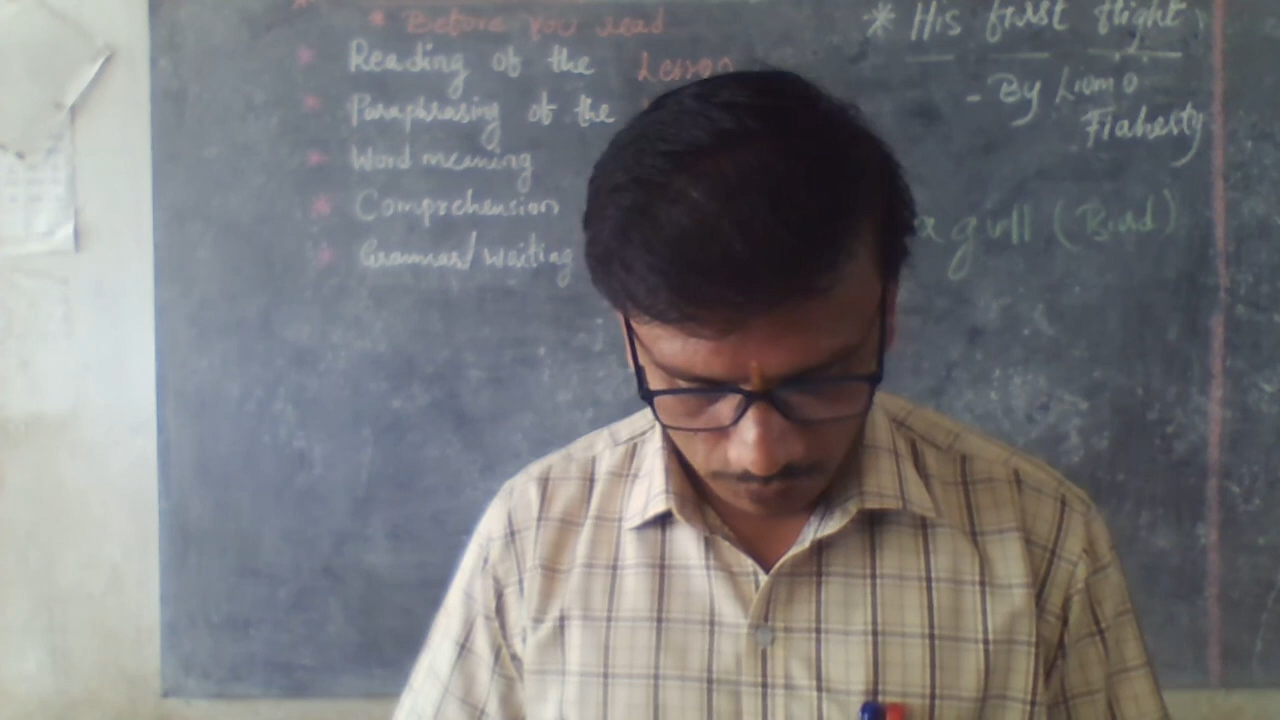 * Before You read
* Reading of the Lesson
* Paraphrasing of the
* Word meaning
* Comprehension
* Grammar/ writing
* His first flight
- By Liam O
Flaherty
a gull (Bird)